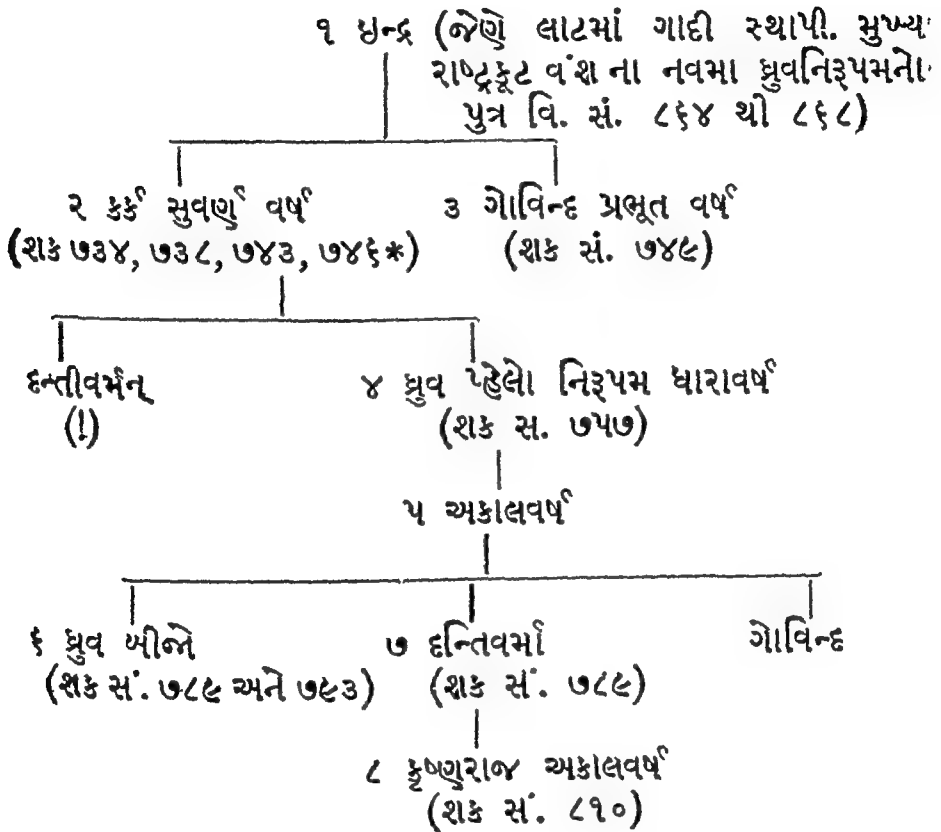 ૧ ઇન્દ્ર (જેણે લાટમાં ગાદી સ્થાપી. મુખ્ય
રાષ્ટ્રકૂટ વંશ ના નવમા ધ્રુવનિરૂપમનો
પુત્ર વિ. સં. ૮૬૪ થી ૮૬૮)
૨ કર્ક સુવર્ણ વર્ષ ૩ ગોવિન્દ પ્રભૂત વર્ષ
(શક ૭૩૪, ૭૩૮, ૭૪૩, ૭૪૬*) (શક સં. ૭૪૯)
દન્તીવર્મન્ ૪ ધ્રુવ પ્હેલો નિરૂપમ ધારાવર્ષ
(!) (શક સ. ૭૫૭)
૫ અકાલવર્ષ
૬ ધ્રુવ બીજો ૭ દન્તિવર્મા ગોવિન્દ
(શક સં. ૭૮૯ અને ૭૯૩) (શક સં. ૭૮૯)
૮ કૃષ્ણરાજ અકાલવર્ષ
(શક સં. ૮૧૦)